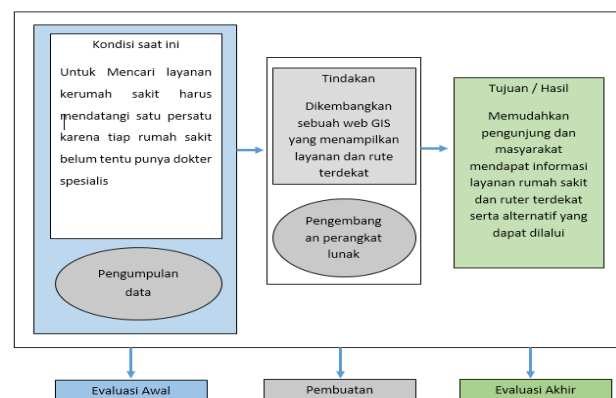 Kondisi saat ini
Untuk Mencari layanan
kerumah sakit harus
mendatangi satu persatu
karena tiap rumah sakit
belum tentu punya dokter
spesialis
Pengumpulan
data
Tindakan
Dikembangkan
sebuah web GIS
yang menampilkan
layanan dan rute
terdekat
Pengembang
an perangkat
lunak
Tujuan / Hasil
Memudahkan
pengunjung dan
masyarakat
mendapat informasi
layanan rumah sakit
dan ruter terdekat
serta alternatif yang
dapat dilalui
Evaluasi Awal
Pembuatan
Evaluasi Akhir